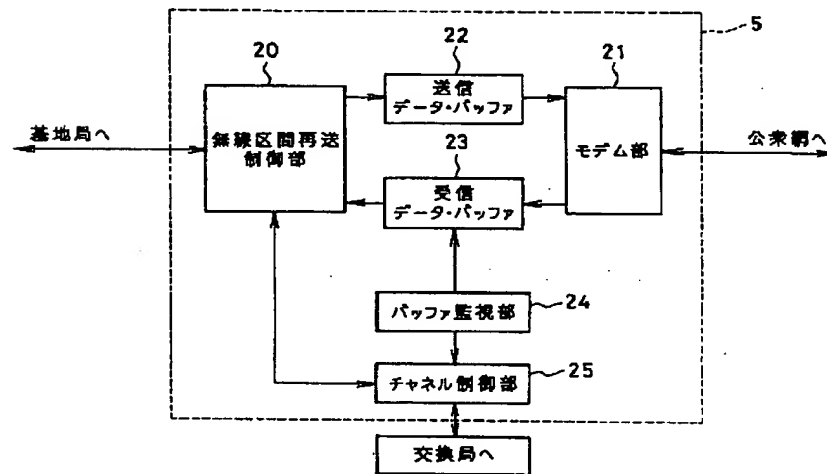 5
20
22
21
送信
データ・バッファ
基地局へ
無線区間再送
制御部
モデム部
公衆網へ
23
受信
データ・バッファ
バッファ監視部
24
チャネル制御部
25
交換局へ